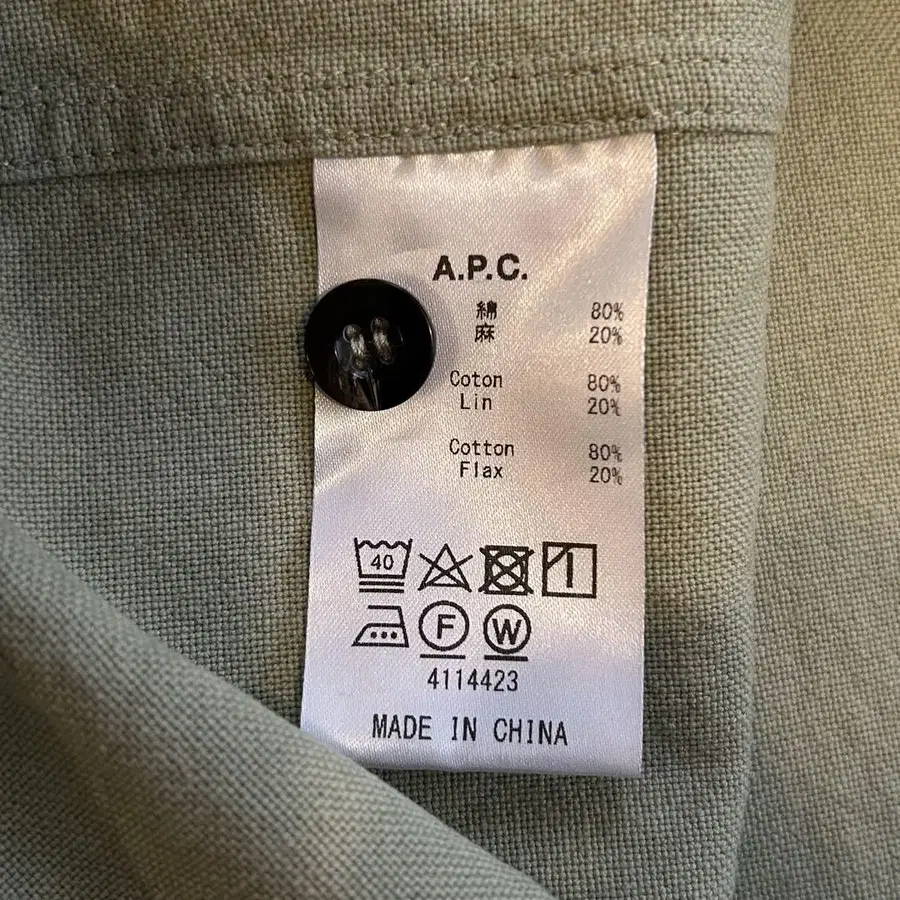 A.P.C.
綿 80%
麻 20%
Coton 80%
Lin 20%
Cotton 80%
Flax 20%
40
F W
4114423
MADE IN CHINA